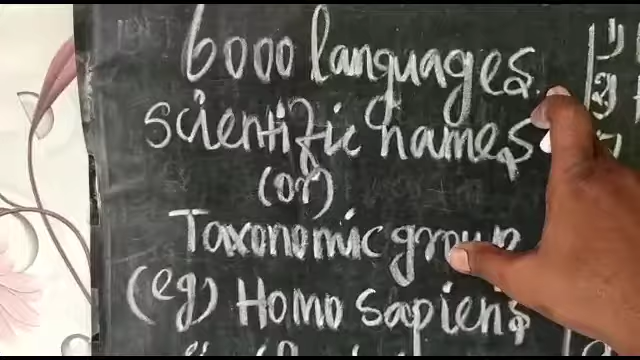 6000 languages
scientific names
(or)
Taxonomic group
(eg) Homo sapiens